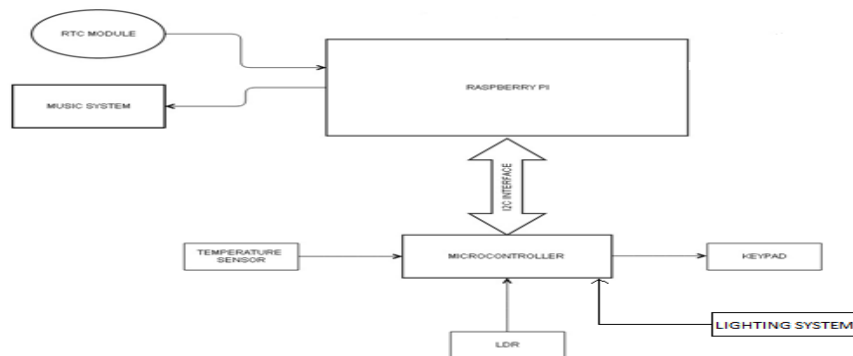 RTC MODULE
MUSIC SYSTEM
RASPBERRY PI
I2C INTERFACE
TEMPERATURE
SENSOR
MICROCONTROLLER
KEYPAD
LIGHTING SYSTEM
LDR